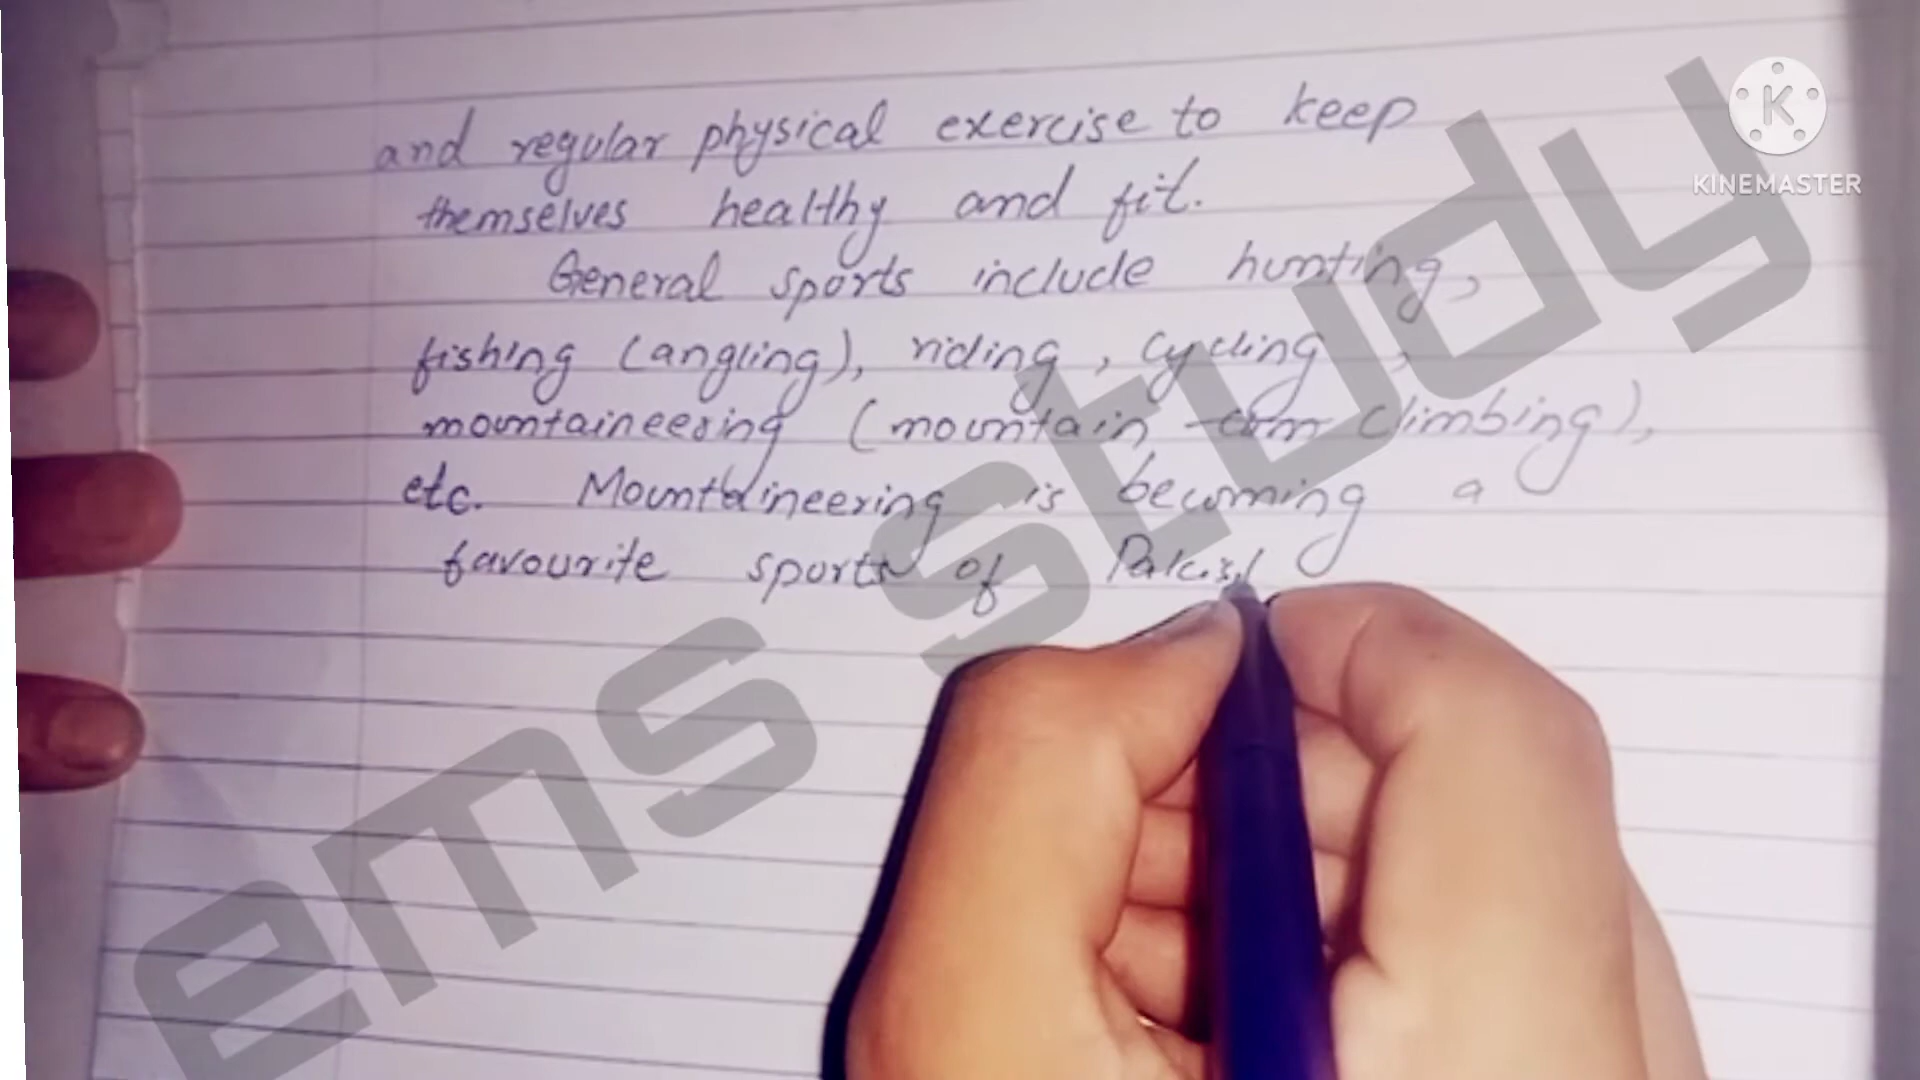 and regular physical exercise to keep
themselves healthy and fit.
General sports include hunting,
fishing (angling), riding, cycling,
mountaineering (mountain climbing),
etc. Mountaineering is becoming a
favourite sports of Pakist
K
KINEMASTER
ems study